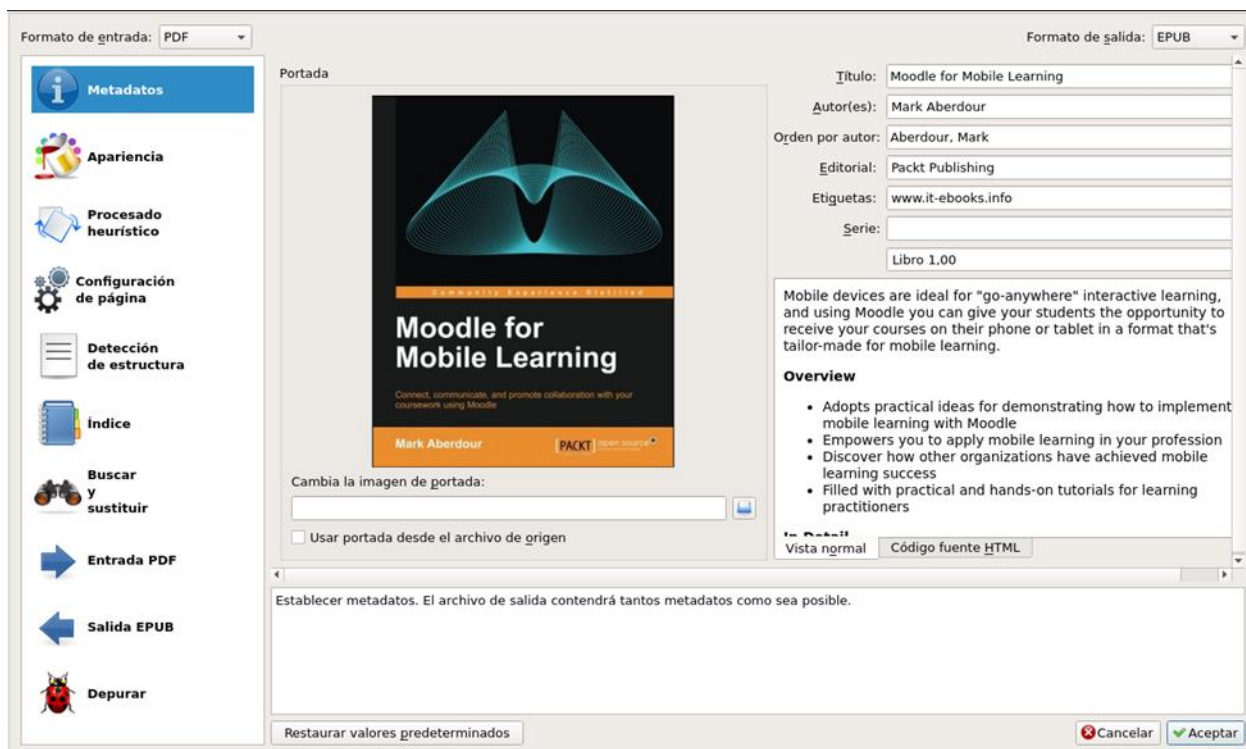 Formato de entrada: PDF
Formato de salida: EPUB
Metadatos
Apariencia
Procesado
heurístico
Configuración
de página
Detección
de estructura
Índice
Buscar
y
sustituir
Entrada PDF
Salida EPUB
Depurar
Portada
Community Experience Distilled
Moodle for
Mobile Learning
Connect, communicate, and promote collaboration with your
coursework using Moodle
Mark Aberdour
[PACKT] open source
Cambia la imagen de portada:
Usar portada desde el archivo de origen
Título: Moodle for Mobile Learning
Autor(es): Mark Aberdour
Orden por autor: Aberdour, Mark
Editorial: Packt Publishing
Etiquetas: www.it-ebooks.info
Serie:
Libro 1,00
Mobile devices are ideal for "go-anywhere" interactive learning,
and using Moodle you can give your students the opportunity to
receive your courses on their phone or tablet in a format that's
tailor-made for mobile learning.
Overview
• Adopts practical ideas for demonstrating how to implement
mobile learning with Moodle
• Empowers you to apply mobile learning in your profession
• Discover how other organizations have achieved mobile
learning success
• Filled with practical and hands-on tutorials for learning
practitioners
In Detail
Vista normal
Código fuente HTML
Establecer metadatos. El archivo de salida contendrá tantos metadatos como sea posible.
Restaurar valores predeterminados
Cancelar
Aceptar